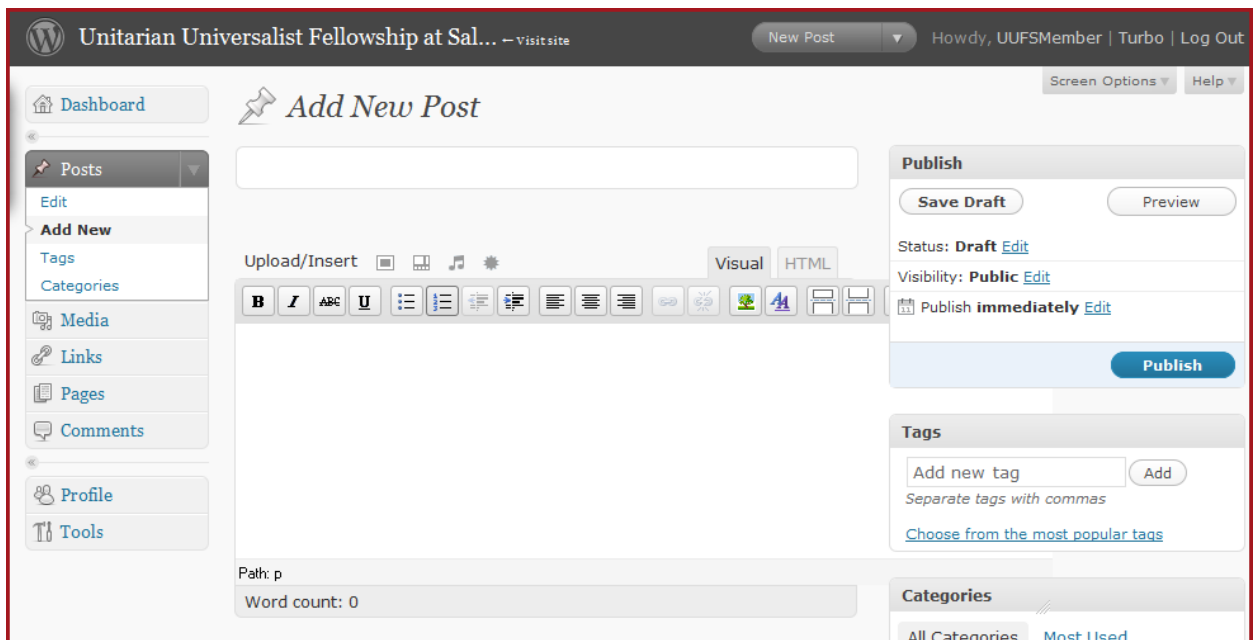 Unitarian Universalist Fellowship at Sal... ← Visit site
New Post
Howdy, UUFSMember | Turbo | Log Out
Screen Options
Help
Dashboard
Posts
Edit
Add New
Tags
Categories
Media
Links
Pages
Comments
Profile
Tools
Add New Post
Upload/Insert
Visual
HTML
B I ABC U
Path: p
Word count: 0
Publish
Save Draft
Preview
Status: Draft Edit
Visibility: Public Edit
Publish immediately Edit
Publish
Tags
Add new tag
Add
Separate tags with commas
Choose from the most popular tags
Categories
All Categories Most Used